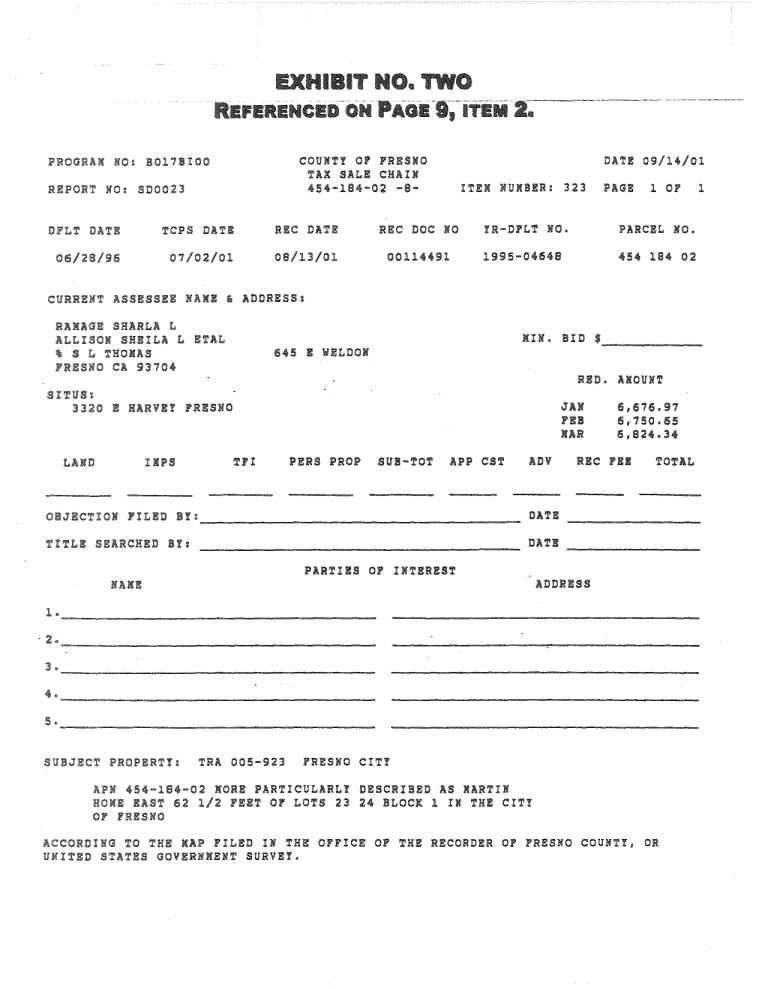 EXHIBIT NO. TWO
REFERENCED ON PAGE 9, ITEM 2.
PROGRAM NO: B017BI00 COUNTY OF FRESNO DATE 09/14/01
TAX SALE CHAIN
REPORT NO: SD0023 454-184-02 -8- ITEM NUMBER: 323 PAGE 1 OF 1
DFLT DATE TCPS DATE REC DATE REC DOC NO YR-DFLT NO. PARCEL NO.
06/28/96 07/02/01 08/13/01 00114491 1995-04648 454 184 02
CURRENT ASSESSEE NAME & ADDRESS:
RAMAGE SHARLA L
ALLISON SHEILA L ETAL MIN. BID $
% S L THOMAS 645 E WELDON
FRESNO CA 93704
RED. AMOUNT
SITUS:
3320 E HARVEY FRESNO JAN 6,676.97
FEB 6,750.65
MAR 6,824.34
LAND IMPS TFI PERS PROP SUB-TOT APP CST ADV REC FEE TOTAL
OBJECTION FILED BY: DATE
TITLE SEARCHED BY: DATE
PARTIES OF INTEREST
NAME ADDRESS
1.
2.
3.
4.
5.
SUBJECT PROPERTY: TRA 005-923 FRESNO CITY
APN 454-184-02 MORE PARTICULARLY DESCRIBED AS MARTIN
HOME EAST 62 1/2 FEET OF LOTS 23 24 BLOCK 1 IN THE CITY
OF FRESNO
ACCORDING TO THE MAP FILED IN THE OFFICE OF THE RECORDER OF FRESNO COUNTY, OR
UNITED STATES GOVERNMENT SURVEY.